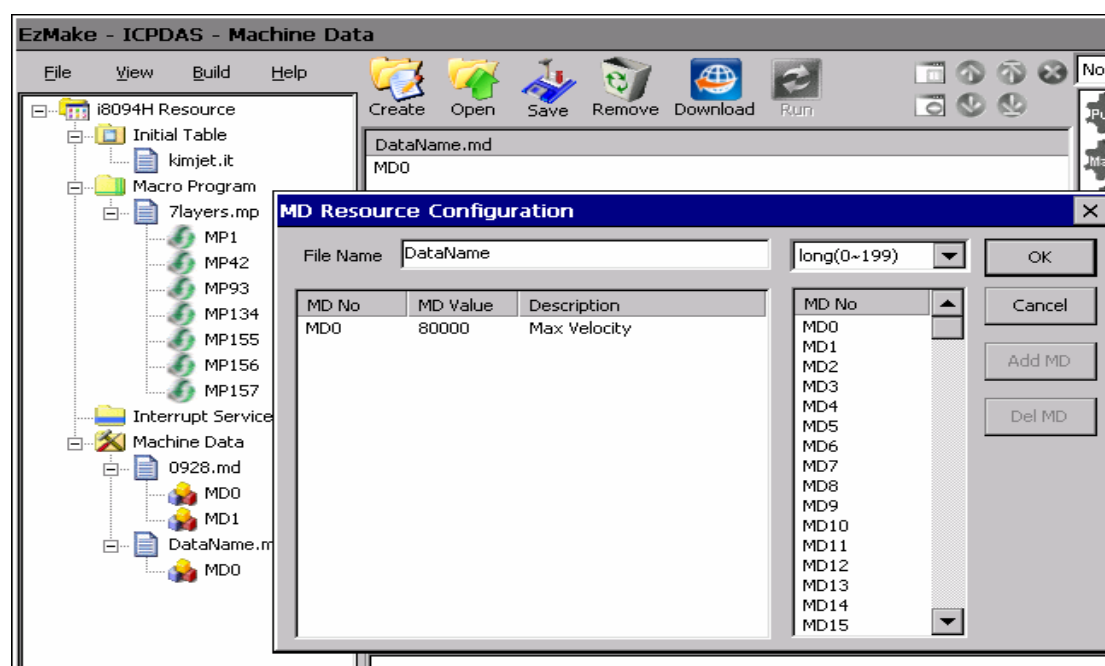 EzMake - ICPDAS - Machine Data
File View Build Help
Create Open Save Remove Download Run
No
i8094H Resource
Initial Table
kimjet.it
Macro Program
7layers.mp
MP1
MP42
MP93
MP134
MP155
MP156
MP157
Interrupt Service
Machine Data
0928.md
MD0
MD1
DataName.m
MD0
DataName.md
MD0
Pu
Ma
MD Resource Configuration
File Name DataName
long(0~199)
OK
Cancel
Add MD
Del MD
MD No MD Value Description
MD0 80000 Max Velocity
MD No
MD0
MD1
MD2
MD3
MD4
MD5
MD6
MD7
MD8
MD9
MD10
MD11
MD12
MD13
MD14
MD15